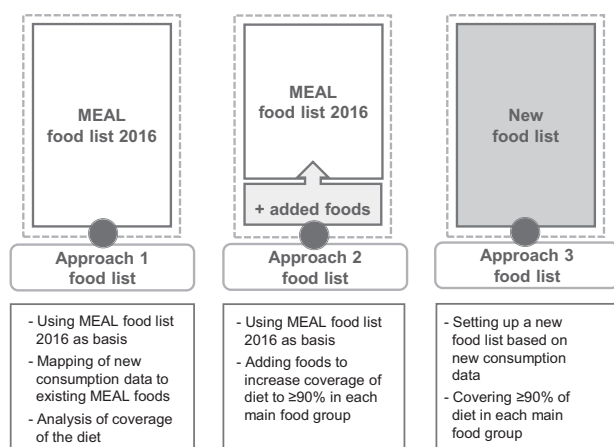 MEAL
food list 2016
Approach 1
food list
- Using MEAL food list
2016 as basis
- Mapping of new
consumption data to
existing MEAL foods
- Analysis of coverage
of the diet
MEAL
food list 2016
+ added foods
Approach 2
food list
- Using MEAL food list
2016 as basis
- Adding foods to
increase coverage of
diet to ≥90% in each
main food group
New
food list
Approach 3
food list
- Setting up a new
food list based on
new consumption
data
- Covering ≥90% of
diet in each main
food group